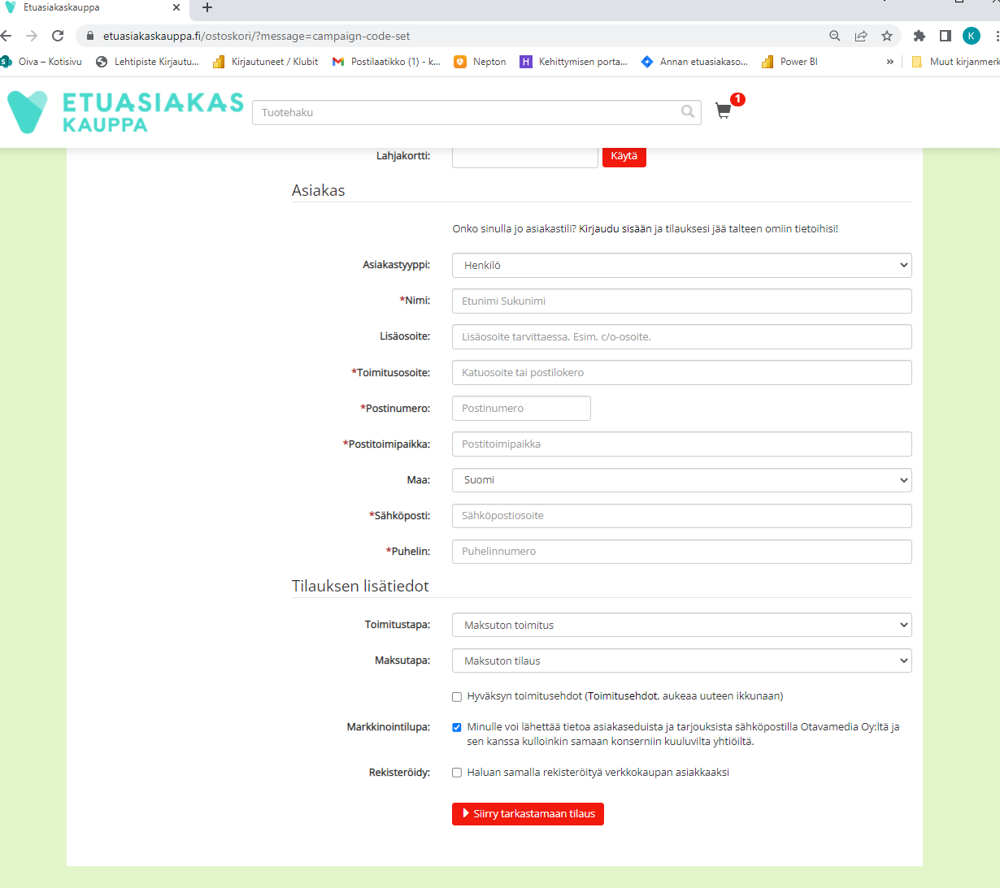 Etuasiakaskauppa
etuasiakaskauppa.fi/ostoskori/?message=campaign-code-set
K
Oiva – Kotisivu Lehtipiste Kirjautu... Kirjautuneet / Klubit Postilaatikko (1) - k... Nepton H Kehittymisen porta... Annan etuasiakaso... Power BI » Muut kirjanmerk
ETUASIAKAS
KAUPPA
Tuotehaku
1
Lahjakortti: Käytä
Asiakas
Onko sinulla jo asiakastili? Kirjaudu sisään ja tilauksesi jää talteen omiin tietoihisi!
Asiakastyyppi: Henkilö
*Nimi: Etunimi Sukunimi
Lisäosoite: Lisäosoite tarvittaessa. Esim. c/o-osoite.
*Toimitusosoite: Katuosoite tai postilokero
*Postinumero: Postinumero
*Postitoimipaikka: Postitoimipaikka
Maa: Suomi
*Sähköposti: Sähköpostiosoite
*Puhelin: Puhelinnumero
Tilauksen lisätiedot
Toimitustapa: Maksuton toimitus
Maksutapa: Maksuton tilaus
Hyväksyn toimitusehdot (Toimitusehdot, aukeaa uuteen ikkunaan)
Markkinointilupa: Minulle voi lähettää tietoa asiakaseduista ja tarjouksista sähköpostilla Otavamedia Oy:ltä ja
sen kanssa kulloinkin samaan konserniin kuuluvilta yhtiöiltä.
Rekisteröidy: Haluan samalla rekisteröityä verkkokaupan asiakkaaksi
Siirry tarkastamaan tilaus